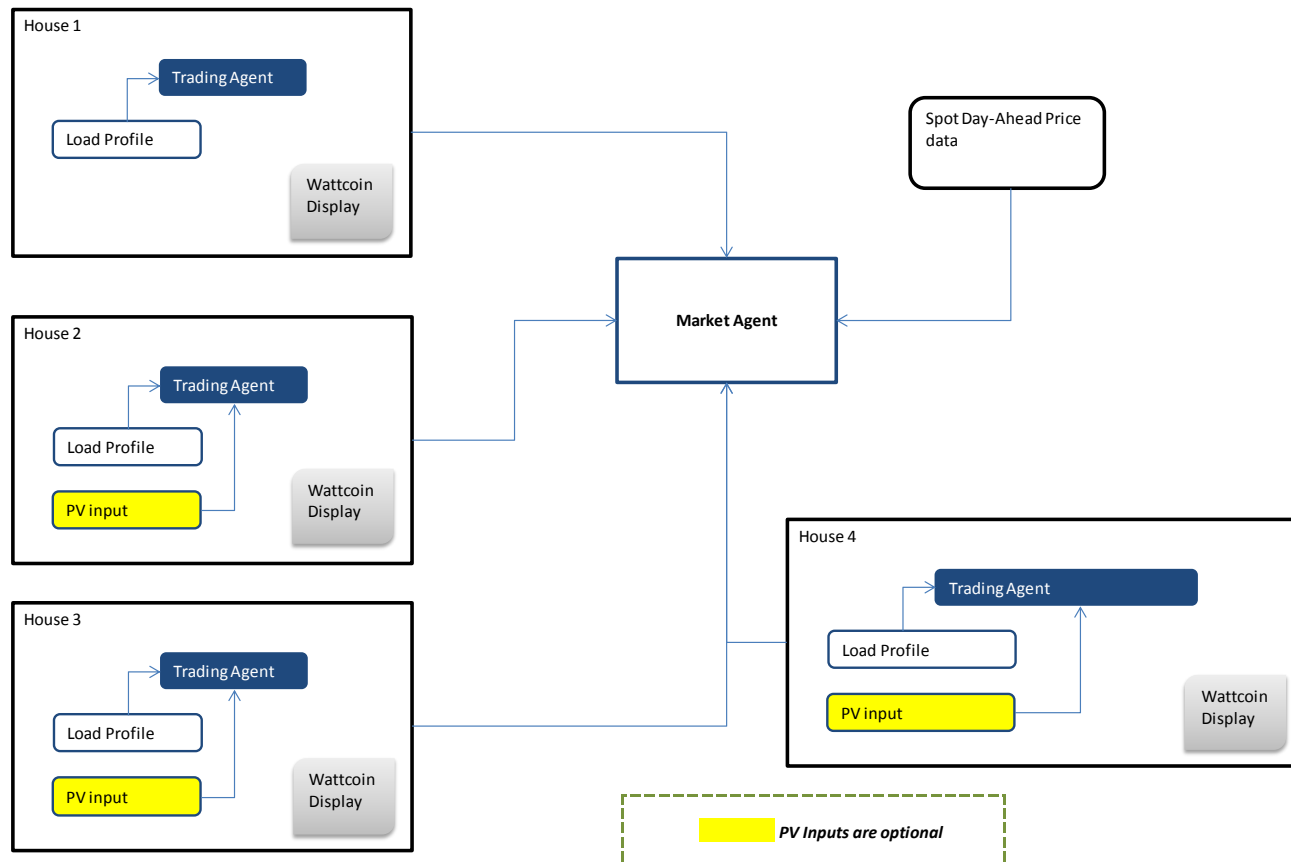 House 1
Trading Agent
Load Profile
Wattcoin
Display
Spot Day-Ahead Price
data
Market Agent
House 2
Trading Agent
Load Profile
PV input
Wattcoin
Display
House 3
Trading Agent
Load Profile
PV input
Wattcoin
Display
House 4
Trading Agent
Load Profile
PV input
Wattcoin
Display
PV Inputs are optional